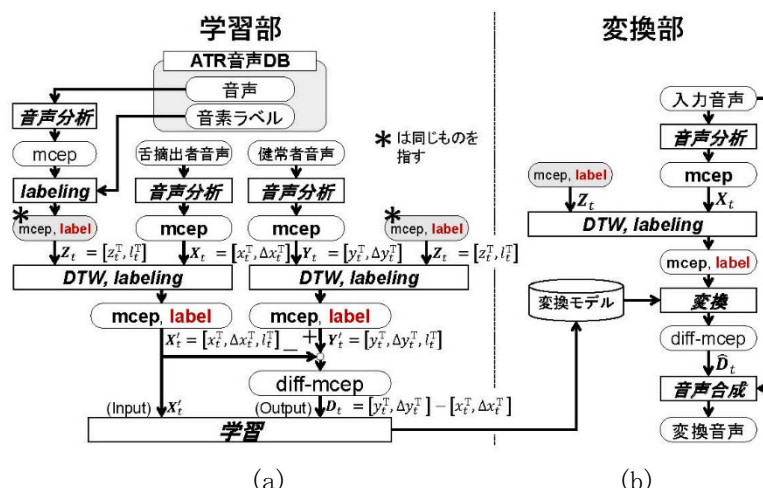 学習部
ATR音声DB
音声
音素ラベル
音声分析
mcep
labeling
*mcep, label
舌摘出者音声
音声分析
mcep
健常者音声
音声分析
mcep
*は同じものを
指す
*mcep, label
Z_t = [z_t^T, l_t^T]
X_t = [x_t^T, Δx_t^T]
Y_t = [y_t^T, Δy_t^T]
Z_t = [z_t^T, l_t^T]
DTW, labeling
DTW, labeling
mcep, label
mcep, label
X'_t = [x_t^T, Δx_t^T, l_t^T]
− +
Y'_t = [y_t^T, Δy_t^T, l_t^T]
diff-mcep
(Input) X'_t
(Output) D_t = [y_t^T, Δy_t^T] − [x_t^T, Δx_t^T]
学習
(a)
変換部
入力音声
音声分析
mcep
mcep, label
Z_t
X_t
DTW, labeling
mcep, label
変換モデル
変換
diff-mcep
D̂_t
音声合成
変換音声
(b)